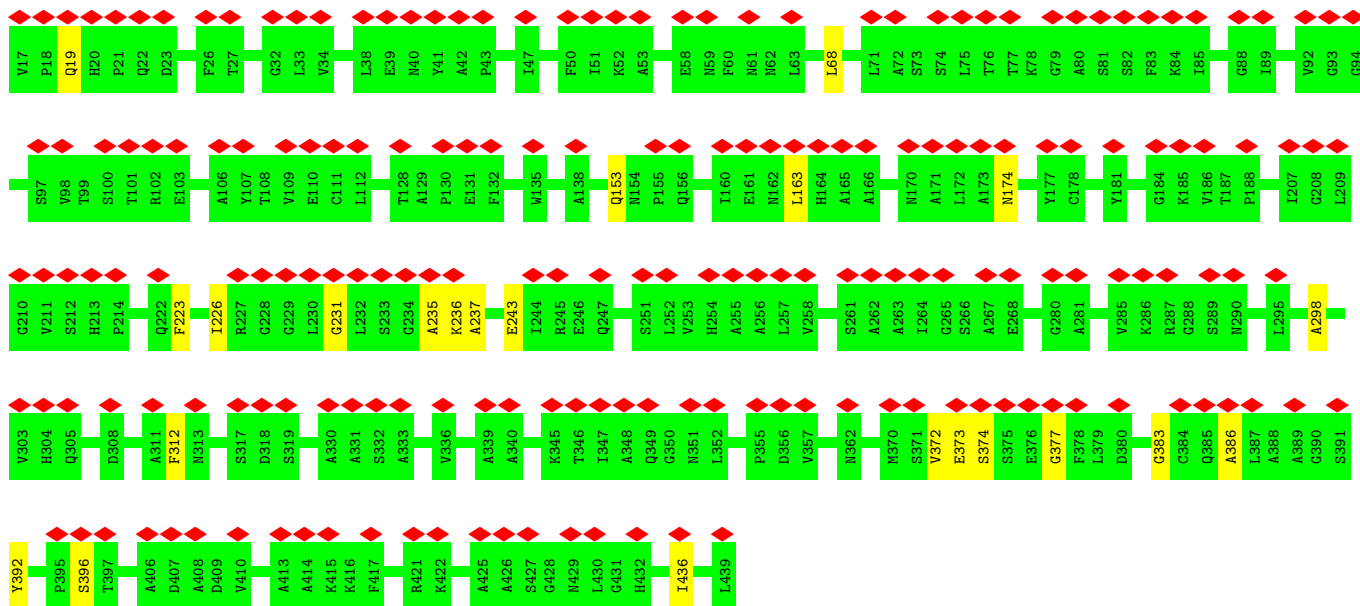 V17 P18 Q19 H20 P21 Q22 D23 F26 T27 G32 L33 V34 L38 E39 N40 Y41 A42 P43 I47 F50 I51 K52 A53 E58 N59 F60 N61 N62 L63 L68 L71 A72 S73 S74 L75 T76 T77 K78 G79 A80 S81 S82 F83 K84 I85 G88 I89 V92 G93 G94
S97 V98 T99 S100 T101 R102 E103 A106 Y107 T108 V109 E110 C111 L112 T128 A129 P130 E131 F132 W135 A138 Q153 N154 P155 Q156 I160 E161 N162 L163 H164 A165 A166 N170 A171 L172 A173 N174 Y177 C178 Y181 G184 K185 V186 T187 P188 I207 G208 L209
G210 V211 S212 H213 P214 Q222 F223 I226 R227 G228 G229 L230 G231 L232 S233 G234 A235 K236 A237 E243 I244 R245 E246 Q247 S251 L252 V253 H254 A255 A256 L257 V258 S261 A262 A263 I264 G265 S266 A267 E268 G280 A281 V285 K286 R287 G288 S289 N290 L295 A298
V303 H304 Q305 D308 A311 F312 N313 S317 D318 S319 A330 A331 S332 A333 V336 A339 A340 K345 T346 I347 A348 Q349 G350 N351 L352 P355 D356 V357 N362 M370 S371 V372 E373 S374 S375 E376 G377 F378 L379 D380 G383 C384 Q385 A386 L387 A388 A389 G390 S391
Y392 P395 S396 T397 A406 D407 A408 D409 V410 A413 A414 K415 K416 F417 R421 K422 A425 A426 S427 G428 N429 L430 G431 H432 I436 L439